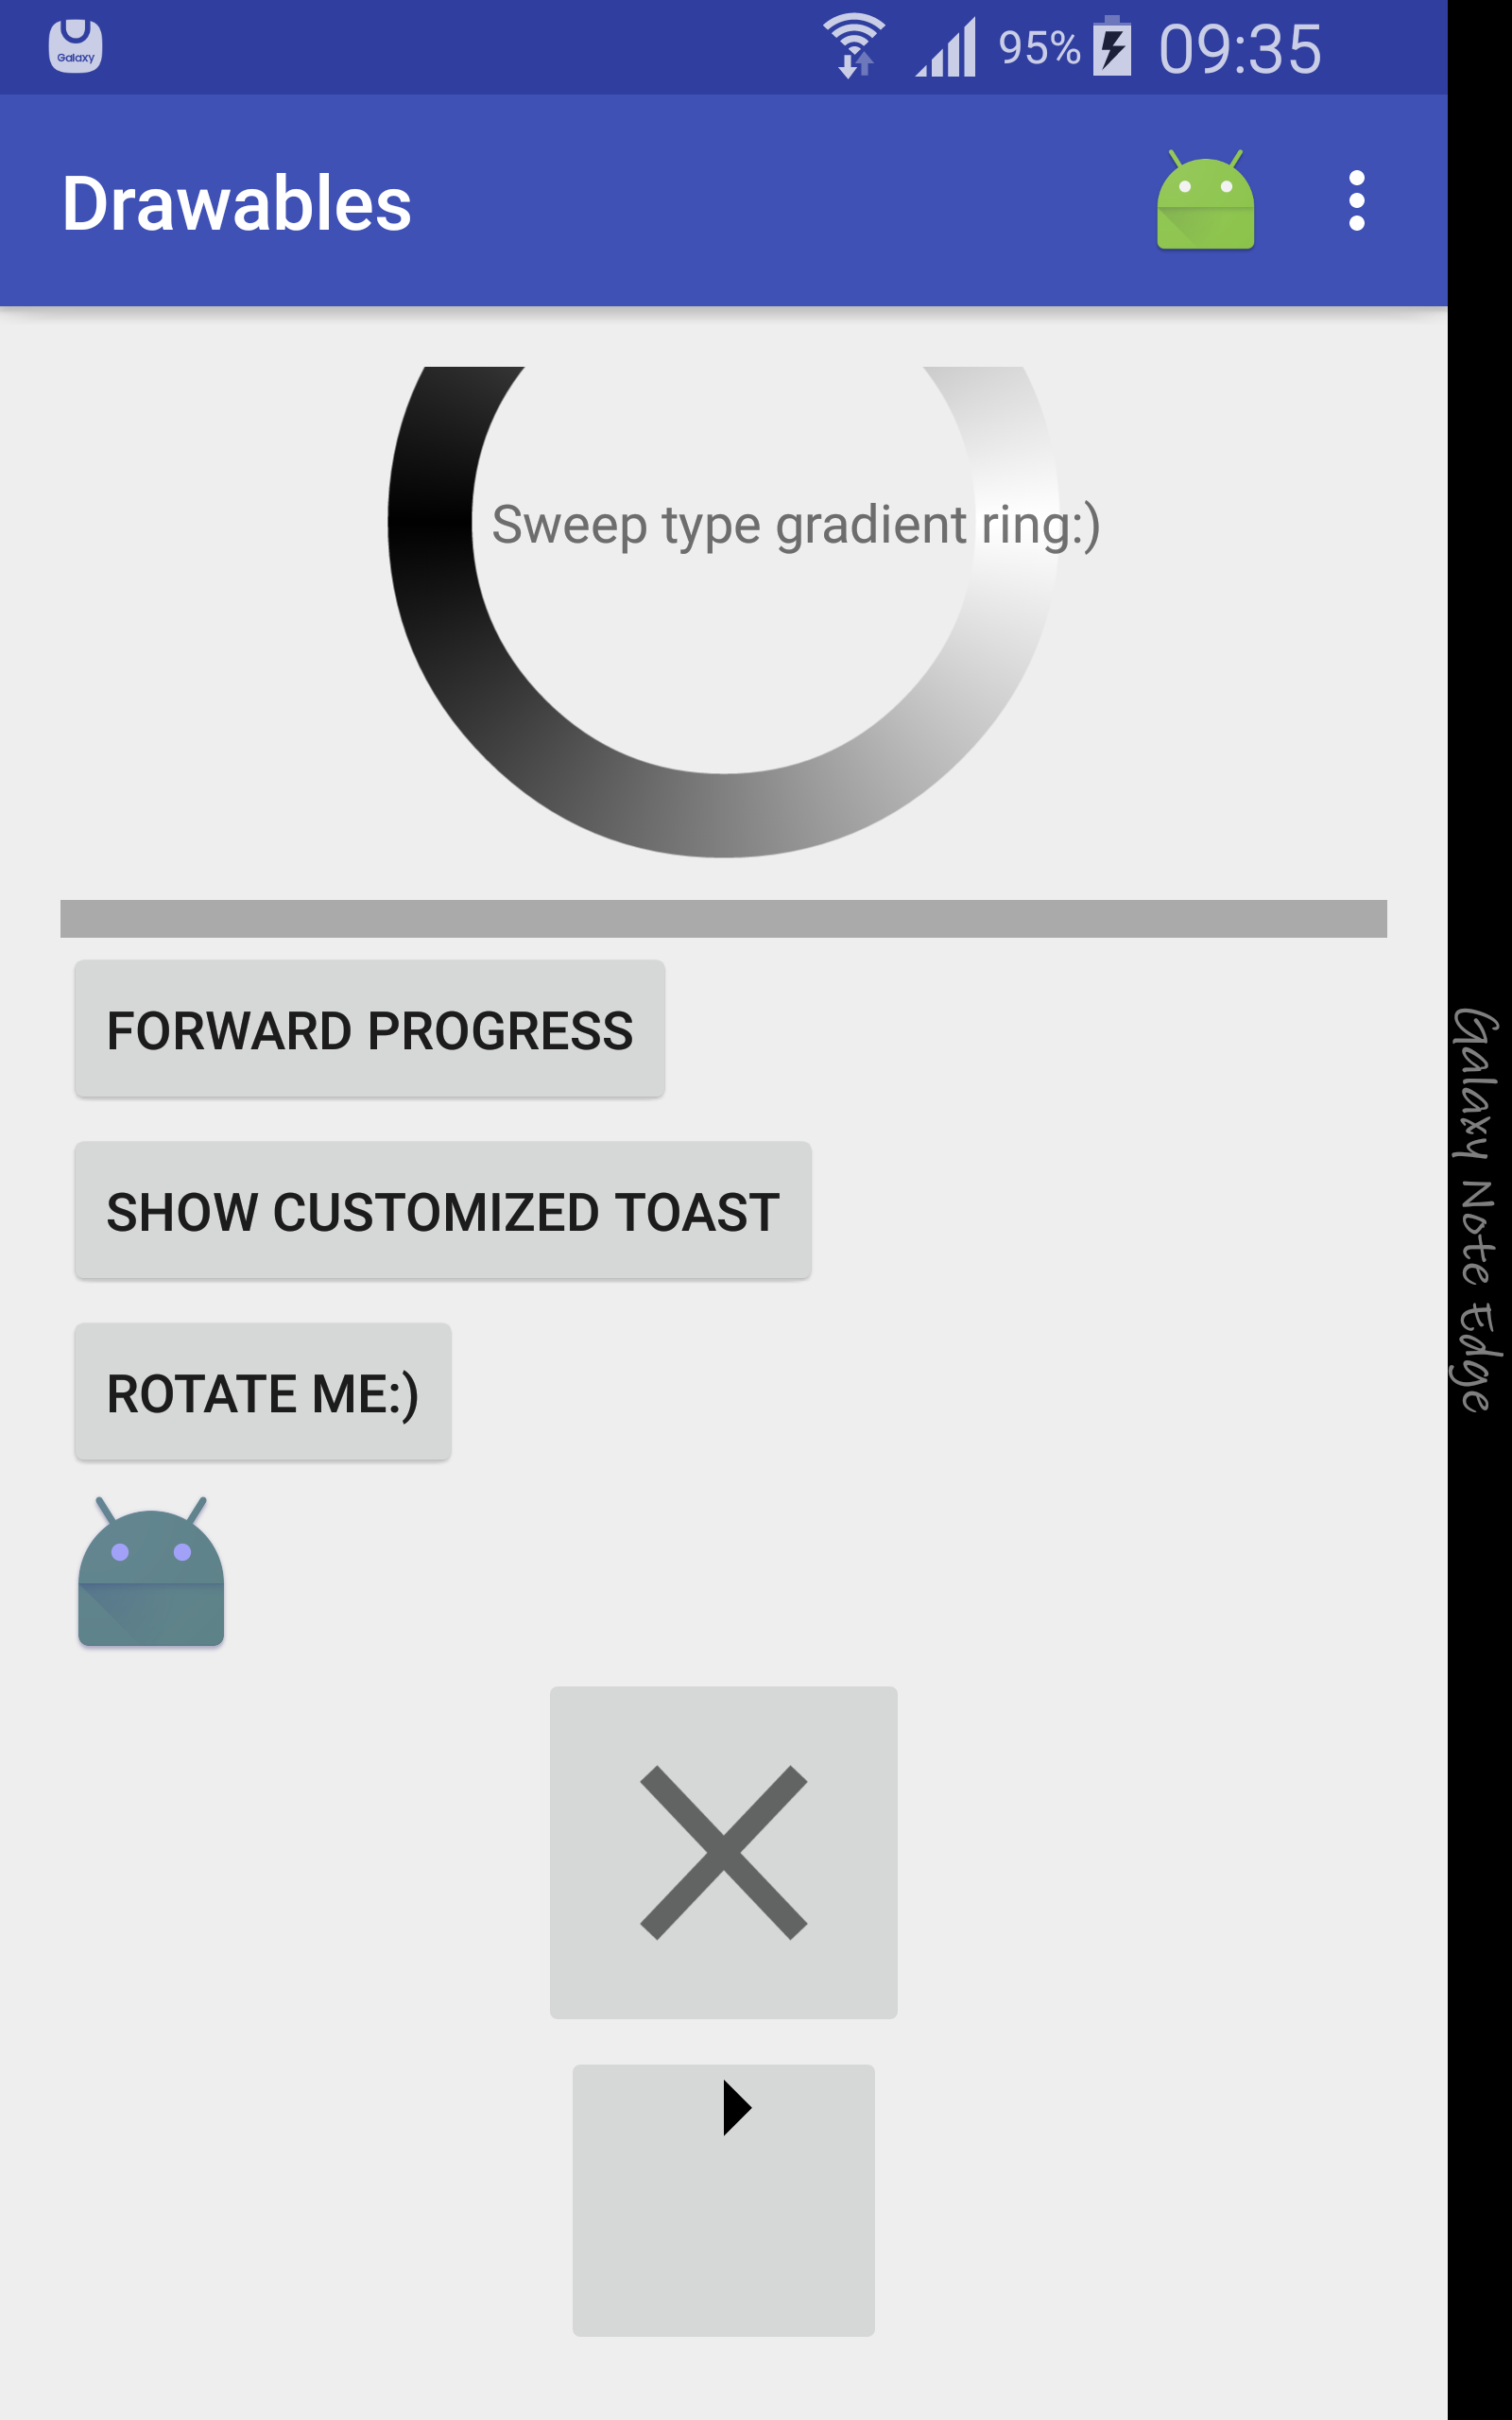 Galaxy
95% 09:35
Drawables
Sweep type gradient ring:)
FORWARD PROGRESS
SHOW CUSTOMIZED TOAST
ROTATE ME:)
Galaxy Note Edge